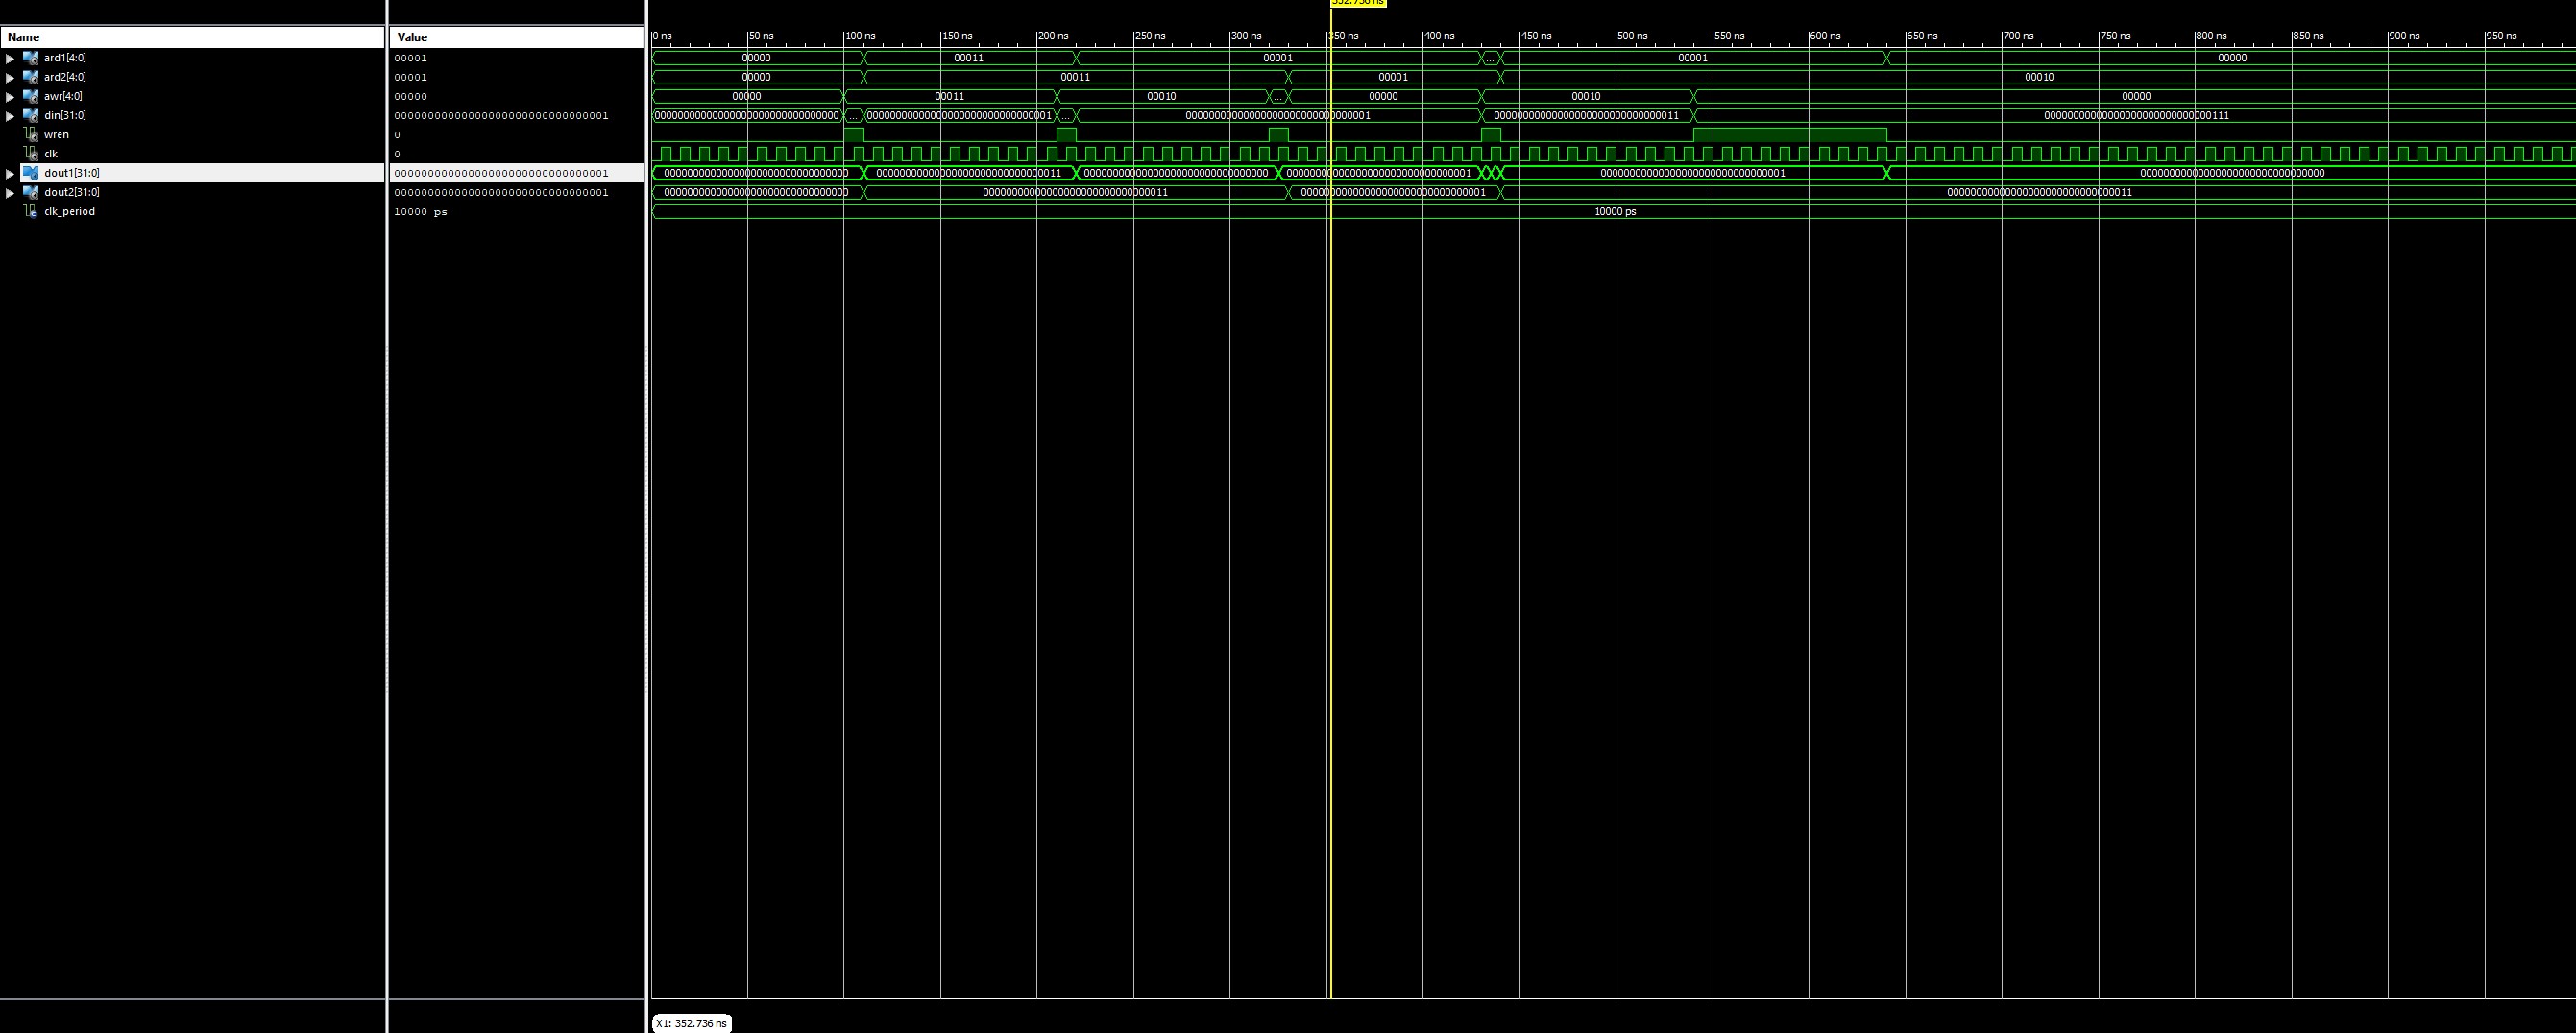 352.736 ns
Name Value 0 ns 50 ns 100 ns 150 ns 200 ns 250 ns 300 ns 350 ns 400 ns 450 ns 500 ns 550 ns 600 ns 650 ns 700 ns 750 ns 800 ns 850 ns 900 ns 950 ns
ard1[4:0] 00001 00000 00011 00001 ... 00001 00000
ard2[4:0] 00001 00000 00011 00001 00010
awr[4:0] 00000 00000 00011 00010 ... 00000 00010 00000
din[31:0] 00000000000000000000000000000001 00000000000000000000000000000000 ... 00000000000000000000000000000001 ... 00000000000000000000000000000001 00000000000000000000000000000011 00000000000000000000000000000111
wren 0
clk 0
dout1[31:0] 00000000000000000000000000000001 00000000000000000000000000000000 00000000000000000000000000000011 00000000000000000000000000000000 00000000000000000000000000000001 00000000000000000000000000000001 00000000000000000000000000000000
dout2[31:0] 00000000000000000000000000000001 00000000000000000000000000000000 00000000000000000000000000000011 00000000000000000000000000000001 00000000000000000000000000000011
clk_period 10000 ps 10000 ps
X1: 352.736 ns